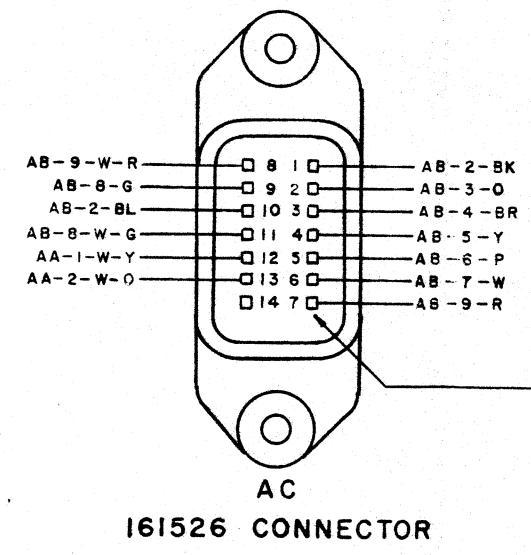 AB-9-W-R 8 1 AB-2-BK
AB-8-G 9 2 AB-3-O
AB-2-BL 10 3 AB-4-BR
AB-8-W-G 11 4 AB-5-Y
AA-1-W-Y 12 5 AB-6-P
AA-2-W-O 13 6 AB-7-W
14 7 AB-9-R
AC
161526 CONNECTOR